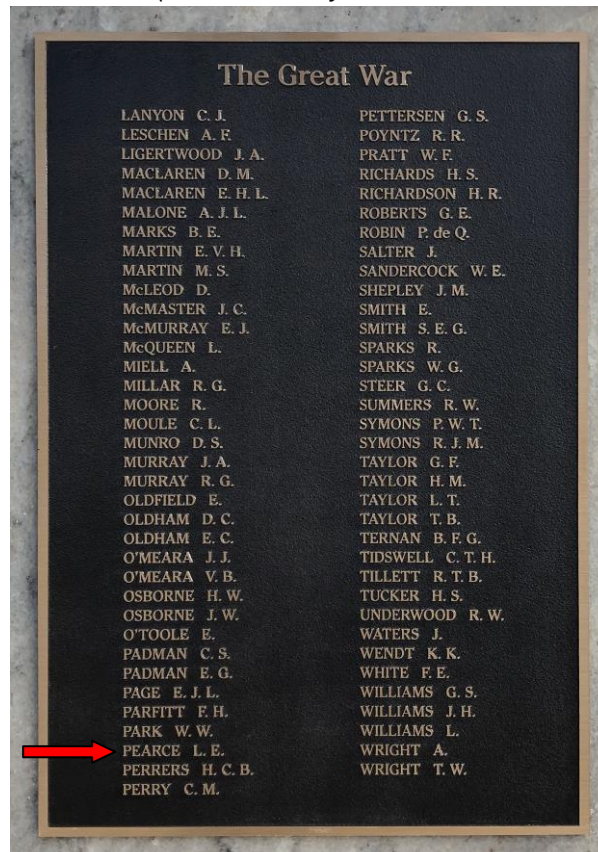 The Great War
LANYON C. J.
LESCHEN A. F.
LIGERTWOOD J. A.
MACLAREN D. M.
MACLAREN E. H. L.
MALONE A. J. L.
MARKS B. E.
MARTIN E. V. H.
MARTIN M. S.
McLEOD D.
McMASTER J. C.
McMURRAY E. J.
McQUEEN L.
MIELL A.
MILLAR R. G.
MOORE R.
MOULE C. L.
MUNRO D. S.
MURRAY J. A.
MURRAY R. G.
OLDFIELD E.
OLDHAM D. C.
OLDHAM E. C.
O'MEARA J. J.
O'MEARA V. B.
OSBORNE H. W.
OSBORNE J. W.
O'TOOLE E.
PADMAN C. S.
PADMAN E. G.
PAGE E. J. L.
PARFITT F. H.
PARK W. W.
PEARCE L. E.
PERRERS H. C. B.
PERRY C. M.
PETTERSEN G. S.
POYNTZ R. R.
PRATT W. F.
RICHARDS H. S.
RICHARDSON H. R.
ROBERTS G. E.
ROBIN P. de Q.
SALTER J.
SANDERCOCK W. E.
SHEPLEY J. M.
SMITH E.
SMITH S. E. G.
SPARKS R.
SPARKS W. G.
STEER G. C.
SUMMERS R. W.
SYMONS P. W. T.
SYMONS R. J. M.
TAYLOR G. F.
TAYLOR H. M.
TAYLOR L. T.
TAYLOR T. B.
TERNAN B. F. G.
TIDSWELL C. T. H.
TILLETT R. T. B.
TUCKER H. S.
UNDERWOOD R. W.
WATERS J.
WENDT K. K.
WHITE F. E.
WILLIAMS G. S.
WILLIAMS J. H.
WILLIAMS L.
WRIGHT A.
WRIGHT T. W.